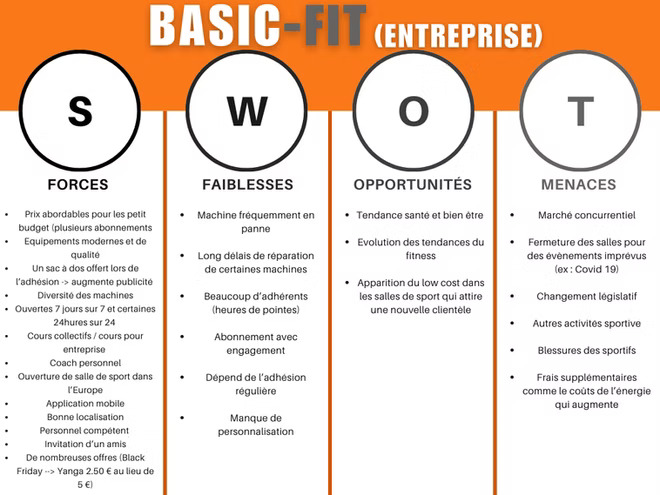 BASIC-FIT (ENTREPRISE)
S
FORCES
• Prix abordables pour les petit
budget (plusieurs abonnements
• Equipements modernes et de
qualité
• Un sac à dos offert lors de
l'adhésion -> augmente publicité
• Diversité des machines
• Ouvertes 7 jours sur 7 et certaines
24hures sur 24
• Cours collectifs / cours pour
entreprise
• Coach personnel
• Ouverture de salle de sport dans
l'Europe
• Application mobile
• Bonne localisation
• Personnel compétent
• Invitation d'un amis
• De nombreuses offres (Black
Friday --> Yanga 2.50 € au lieu de
5 €)
W
FAIBLESSES
• Machine fréquemment en
panne
• Long délais de réparation
de certaines machines
• Beaucoup d'adhérents
(heures de pointes)
• Abonnement avec
engagement
• Dépend de l'adhésion
régulière
• Manque de
personnalisation
O
OPPORTUNITÉS
• Tendance santé et bien être
• Evolution des tendances du
fitness
• Apparition du low cost dans
les salles de sport qui attire
une nouvelle clientèle
T
MENACES
• Marché concurrentiel
• Fermeture des salles pour
des évènements imprévus
(ex : Covid 19)
• Changement législatif
• Autres activités sportive
• Blessures des sportifs
• Frais supplémentaires
comme le coûts de l'énergie
qui augmente